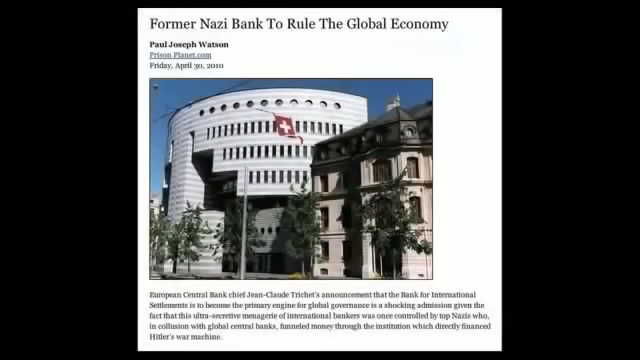 Former Nazi Bank To Rule The Global Economy
Paul Joseph Watson
Prison Planet.com
Friday, April 30, 2010
European Central Bank chief Jean-Claude Trichet's announcement that the Bank for International
Settlements is to become the primary engine for global governance is a shocking admission given the
fact that this ultra-secretive menagerie of international bankers was once controlled by top Nazis who,
in collusion with global central banks, funneled money through the institution which directly financed
Hitler's war machine.